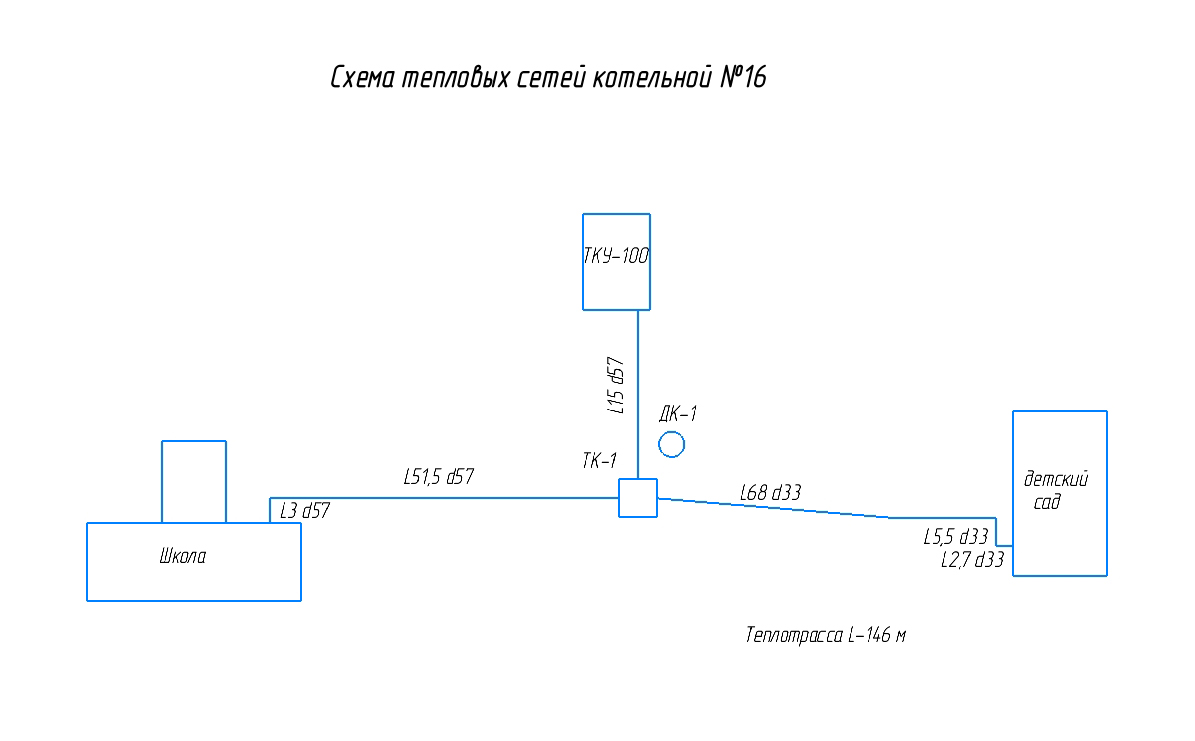 Схема тепловых сетей котельной №16
ТКУ-100
L15 d57
ДК-1
ТК-1
L51,5 d57
L3 d57
Школа
L68 d33
детский
сад
L5,5 d33
L2,7 d33
Теплотрасса L-146 м